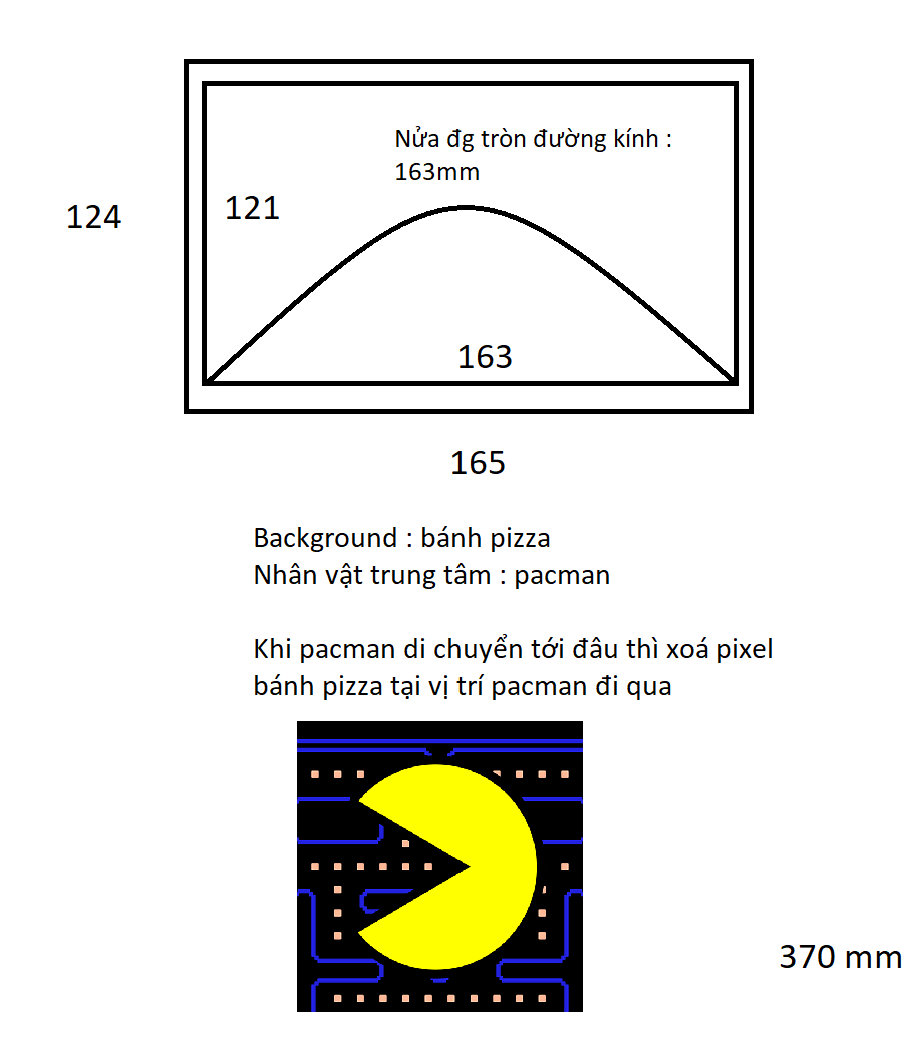 Nửa đg tròn đường kính :
163mm
124
121
163
165
Background : bánh pizza
Nhân vật trung tâm : pacman
Khi pacman di chuyển tới đâu thì xoá pixel
bánh pizza tại vị trí pacman đi qua
370 mm